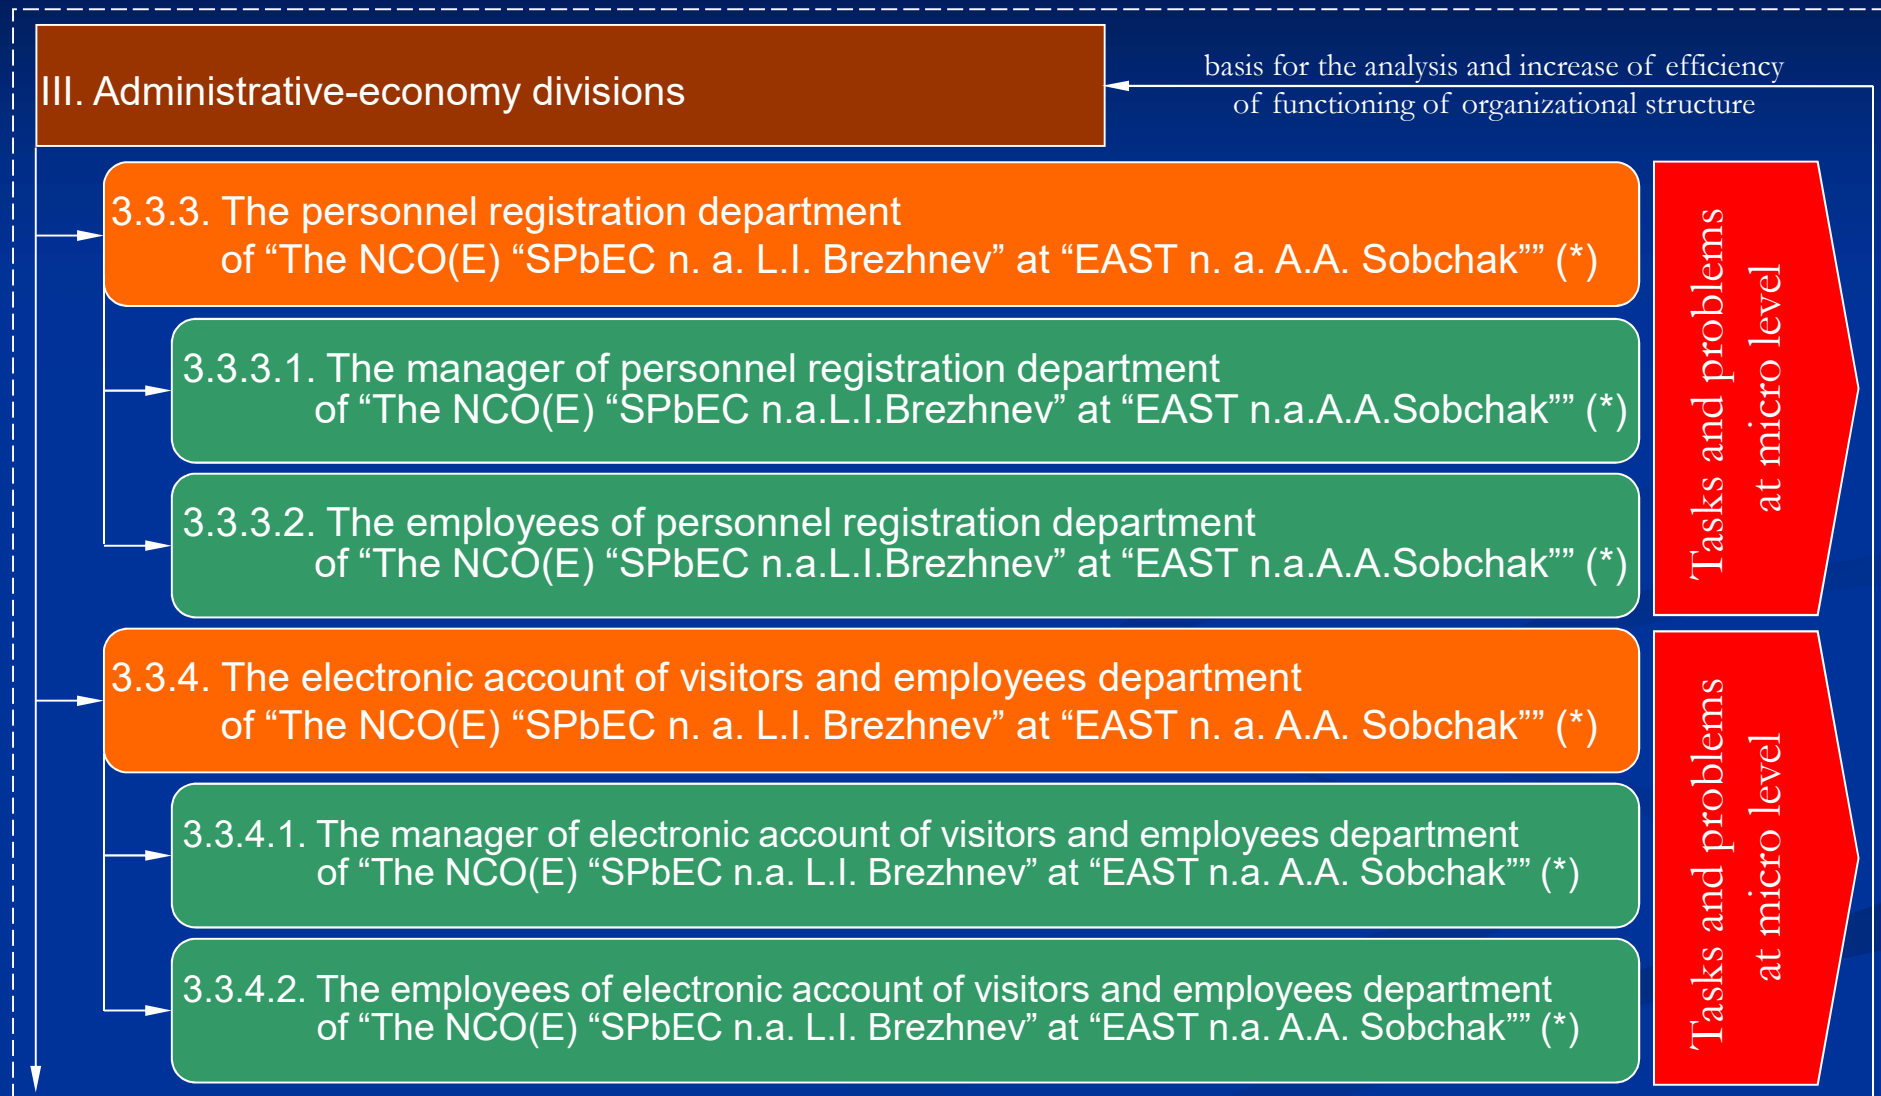 III. Administrative-economy divisions
basis for the analysis and increase of efficiency
of functioning of organizational structure
3.3.3. The personnel registration department
of “The NCO(E) “SPbEC n. a. L.I. Brezhnev” at “EAST n. a. A.A. Sobchak”” (*)
3.3.3.1. The manager of personnel registration department
of “The NCO(E) “SPbEC n.a.L.I.Brezhnev” at “EAST n.a.A.A.Sobchak”” (*)
3.3.3.2. The employees of personnel registration department
of “The NCO(E) “SPbEC n.a.L.I.Brezhnev” at “EAST n.a.A.A.Sobchak”” (*)
Tasks and problems
at micro level
3.3.4. The electronic account of visitors and employees department
of “The NCO(E) “SPbEC n. a. L.I. Brezhnev” at “EAST n. a. A.A. Sobchak”” (*)
3.3.4.1. The manager of electronic account of visitors and employees department
of “The NCO(E) “SPbEC n.a. L.I. Brezhnev” at “EAST n.a. A.A. Sobchak”” (*)
3.3.4.2. The employees of electronic account of visitors and employees department
of “The NCO(E) “SPbEC n.a. L.I. Brezhnev” at “EAST n.a. A.A. Sobchak”” (*)
Tasks and problems
at micro level